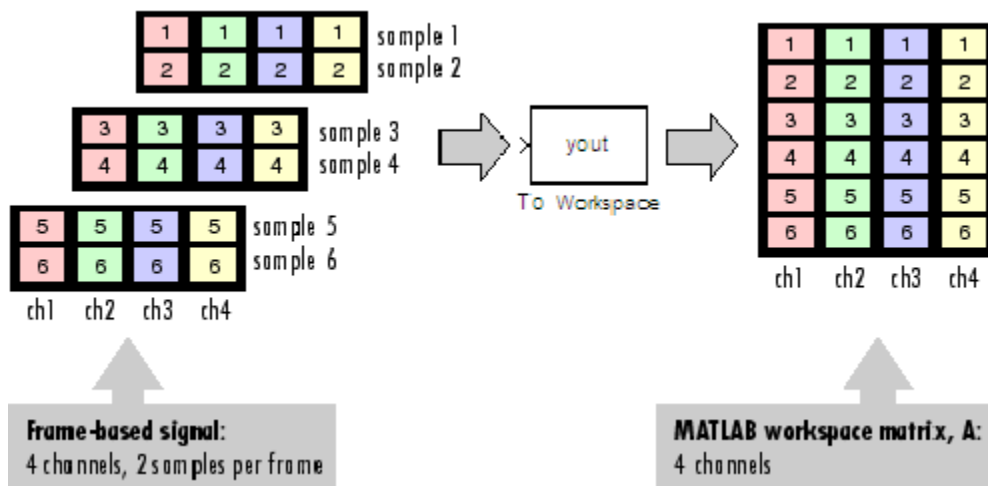 1 1 1 1 sample 1
2 2 2 2 sample 2
3 3 3 3 sample 3
4 4 4 4 sample 4
5 5 5 5 sample 5
6 6 6 6 sample 6
ch1 ch2 ch3 ch4
yout
To Workspace
1 1 1 1
2 2 2 2
3 3 3 3
4 4 4 4
5 5 5 5
6 6 6 6
ch1 ch2 ch3 ch4
Frame-based signal:
4 channels, 2 samples per frame
MATLAB workspace matrix, A:
4 channels